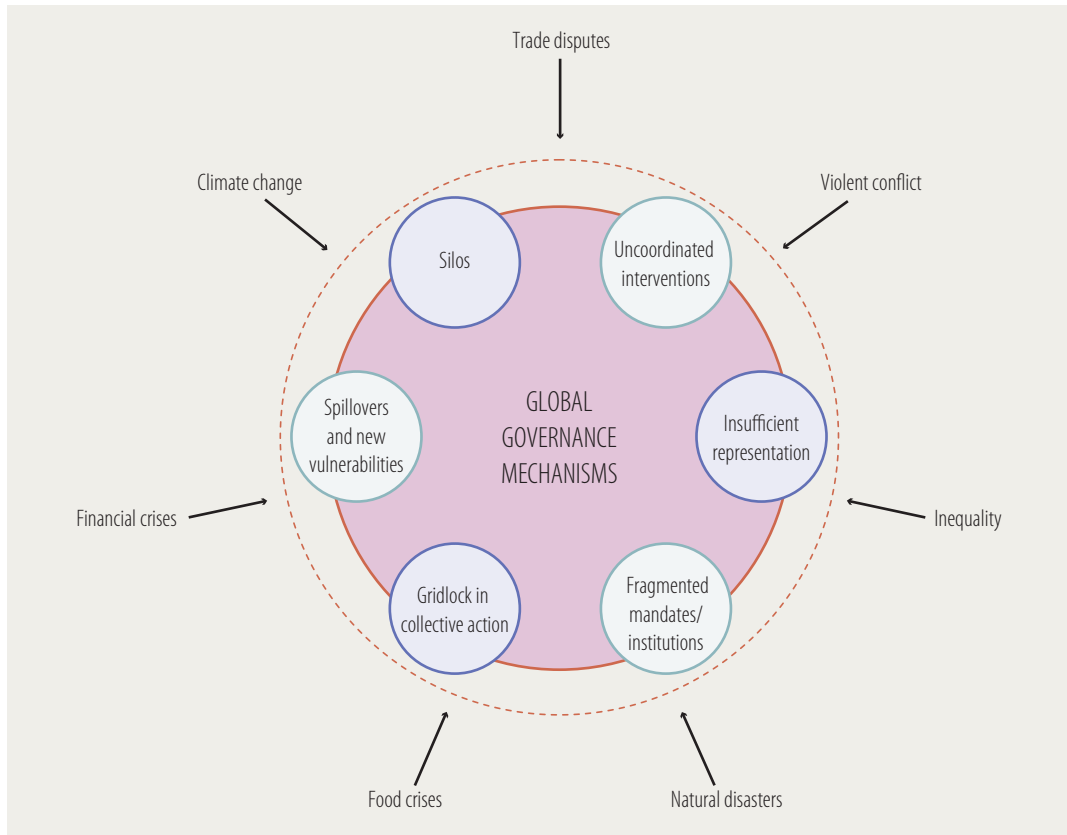 Trade disputes
Climate change
Violent conflict
Silos
Uncoordinated
interventions
Spillovers
and new
vulnerabilities
GLOBAL
GOVERNANCE
MECHANISMS
Insufficient
representation
Financial crises
Inequality
Gridlock in
collective action
Fragmented
mandates/
institutions
Food crises
Natural disasters